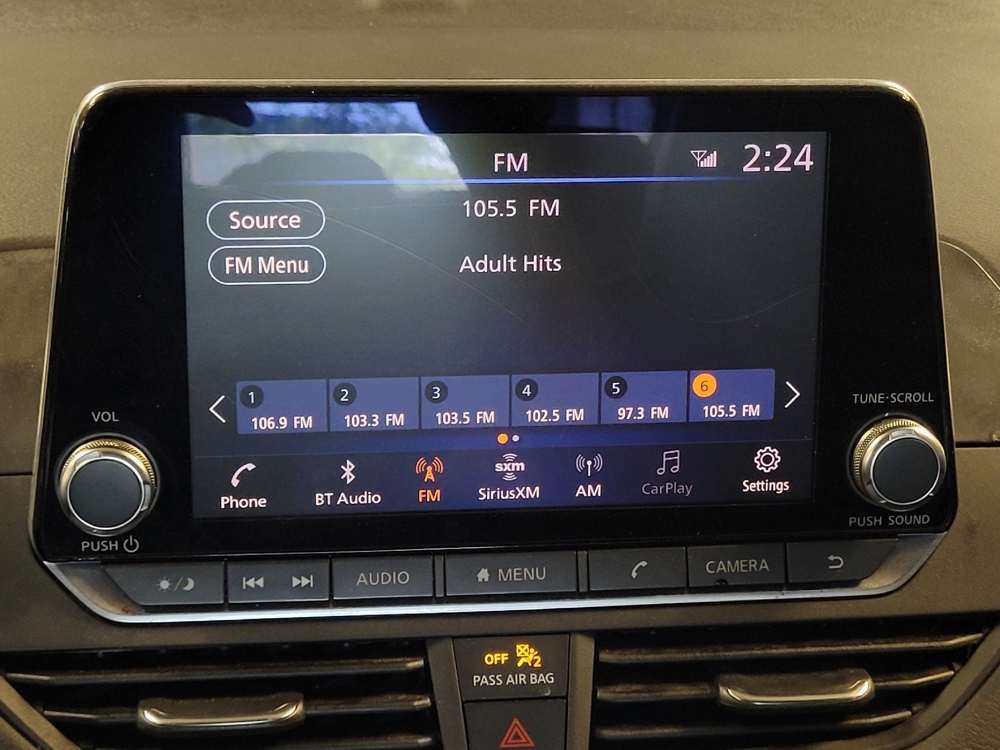 FM 2:24
Source 105.5 FM
FM Menu Adult Hits
1 2 3 4 5 6
106.9 FM 103.3 FM 103.5 FM 102.5 FM 97.3 FM 105.5 FM
sxm
Phone BT Audio FM SiriusXM AM CarPlay Settings
VOL
PUSH
TUNE·SCROLL
PUSH SOUND
AUDIO MENU CAMERA
OFF 2
PASS AIR BAG